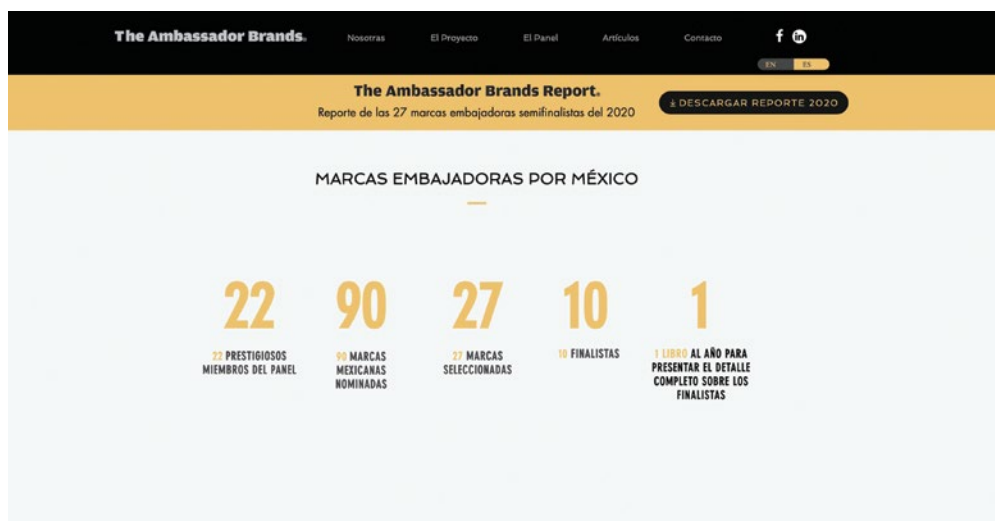 The Ambassador Brands.
Nosotras
El Proyecto
El Panel
Artículos
Contacto
f in
EN ES
The Ambassador Brands Report.
Reporte de las 27 marcas embajadoras semifinalistas del 2020
DESCARGAR REPORTE 2020
MARCAS EMBAJADORAS POR MÉXICO
22
22 PRESTIGIOSOS
MIEMBROS DEL PANEL
90
90 MARCAS
MEXICANAS
NOMINADAS
27
27 MARCAS
SELECCIONADAS
10
10 FINALISTAS
1
1 LIBRO AL AÑO PARA
PRESENTAR EL DETALLE
COMPLETO SOBRE LOS
FINALISTAS